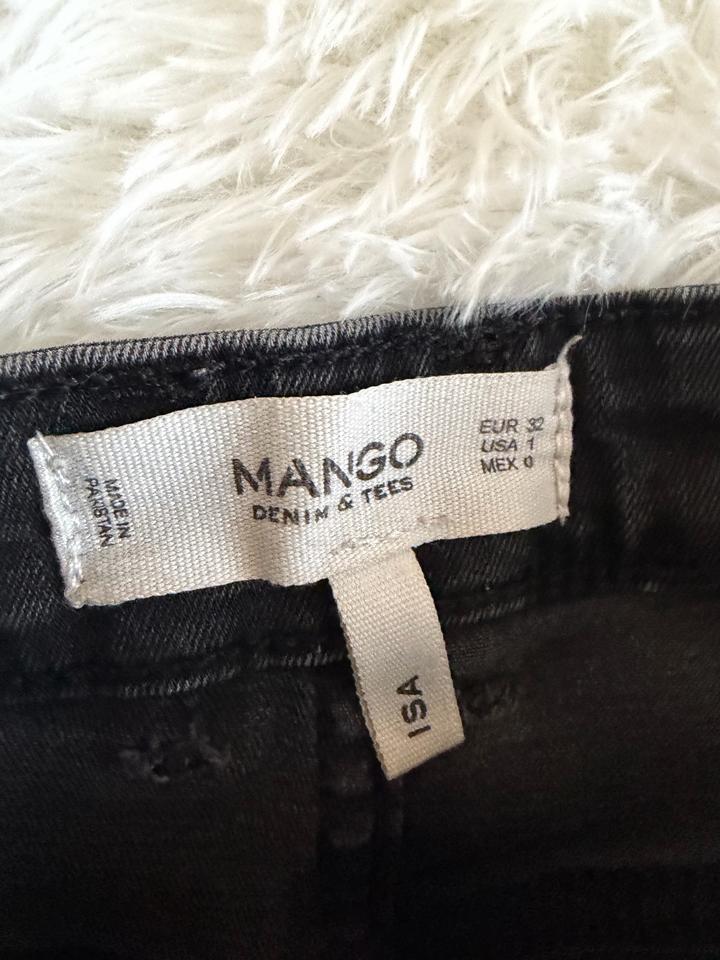 MADE IN
PAKISTAN
MANGO
DENIM & TEES
EUR 32
USA 1
MEX 0
ISA